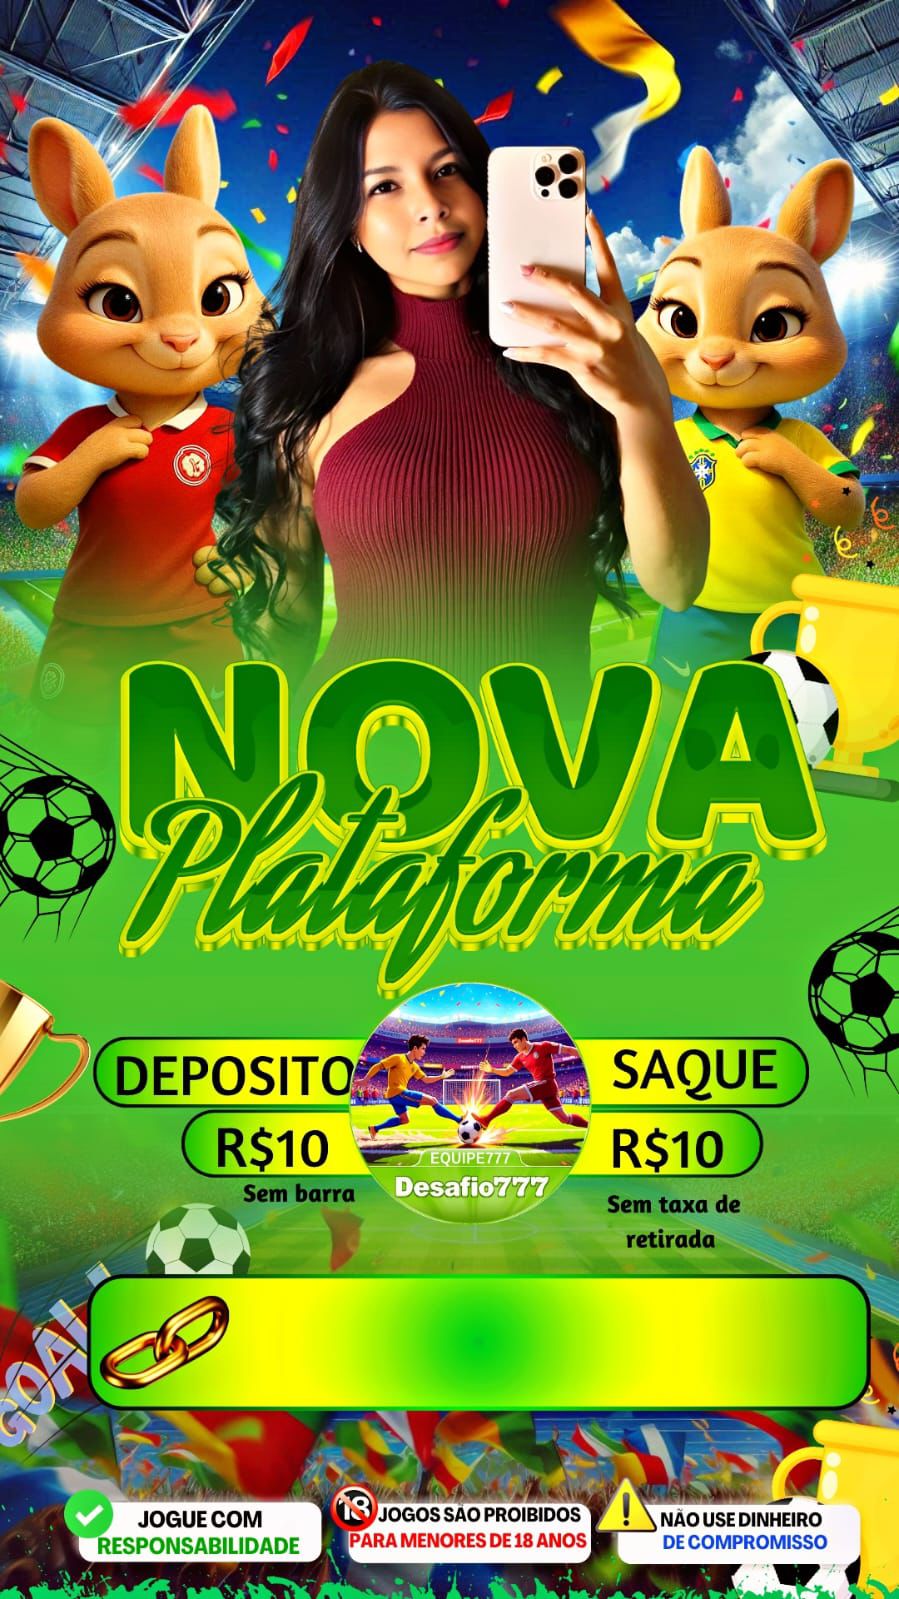 NOVA
Plataforma
DEPOSITO
SAQUE
R$10
R$10
Sem barra
Sem taxa de
retirada
Desafio777
EQUIPE777
Desafio777
GOAL!
JOGUE COM
RESPONSABILIDADE
18
JOGOS SÃO PROIBIDOS
PARA MENORES DE 18 ANOS
NÃO USE DINHEIRO
DE COMPROMISSO